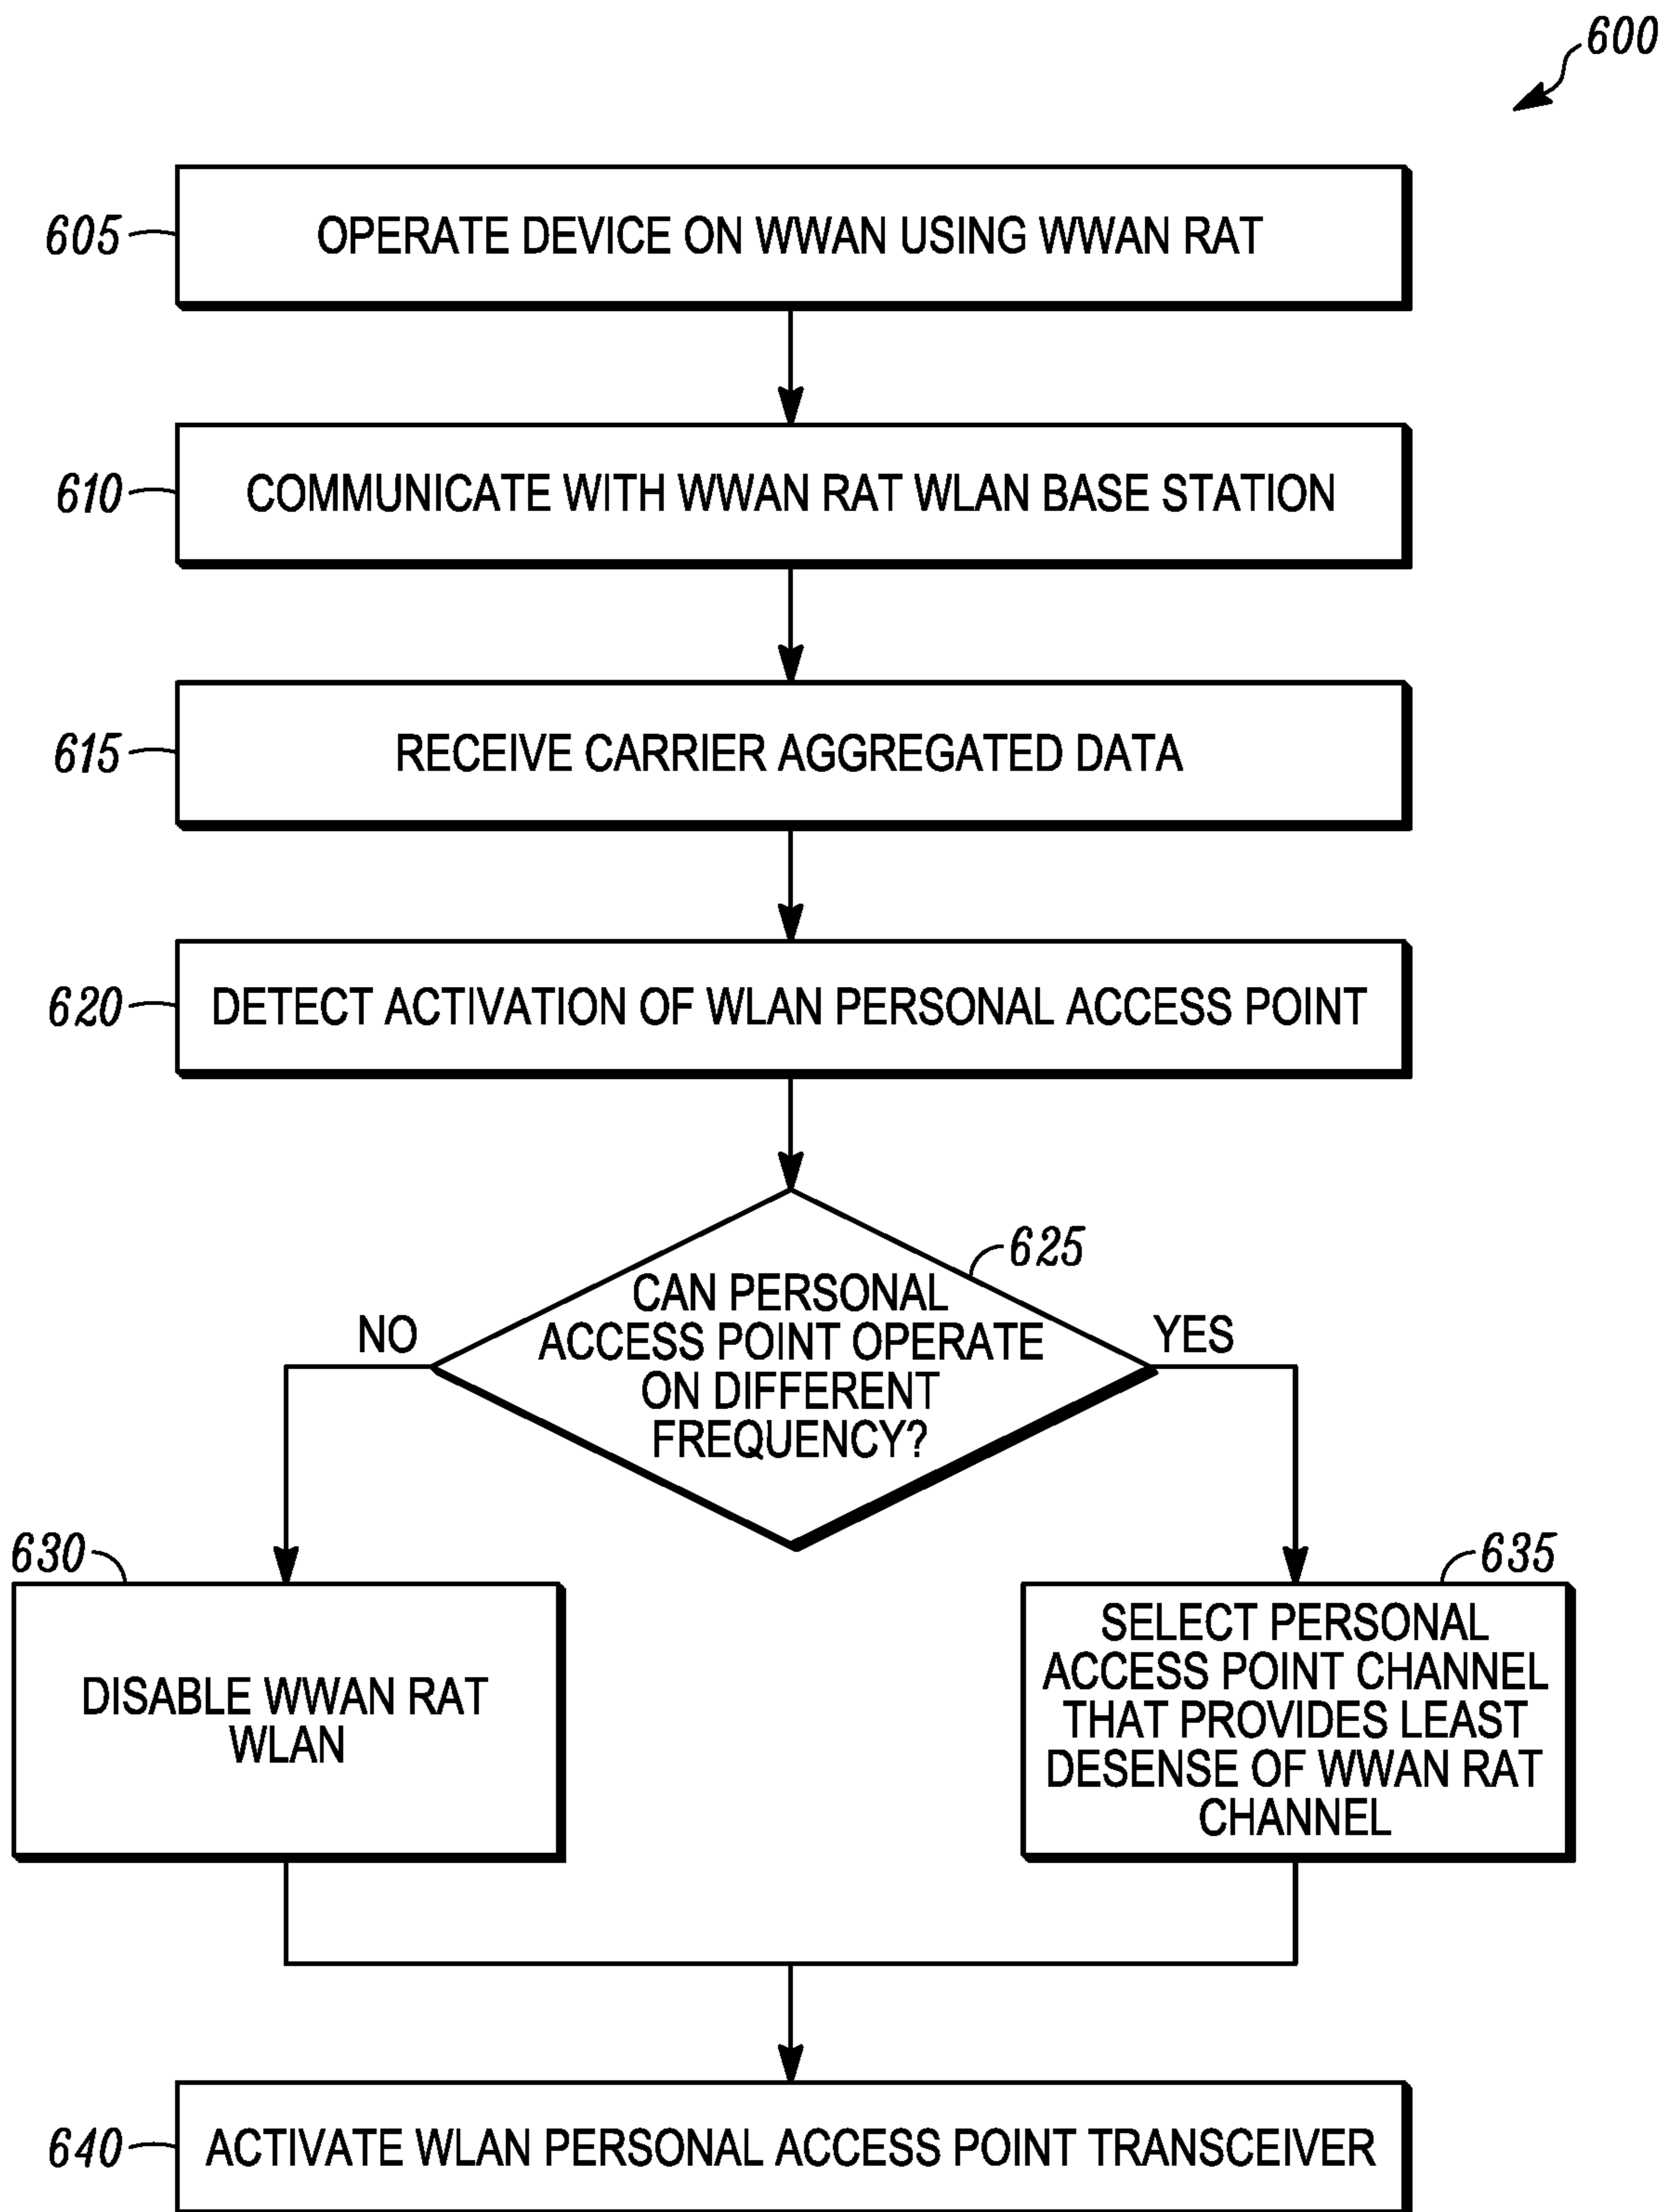 600
605
OPERATE DEVICE ON WWAN USING WWAN RAT
610
COMMUNICATE WITH WWAN RAT WLAN BASE STATION
615
RECEIVE CARRIER AGGREGATED DATA
620
DETECT ACTIVATION OF WLAN PERSONAL ACCESS POINT
625
CAN PERSONAL
ACCESS POINT OPERATE
ON DIFFERENT
FREQUENCY?
NO
YES
630
DISABLE WWAN RAT
WLAN
635
SELECT PERSONAL
ACCESS POINT CHANNEL
THAT PROVIDES LEAST
DESENSE OF WWAN RAT
CHANNEL
640
ACTIVATE WLAN PERSONAL ACCESS POINT TRANSCEIVER